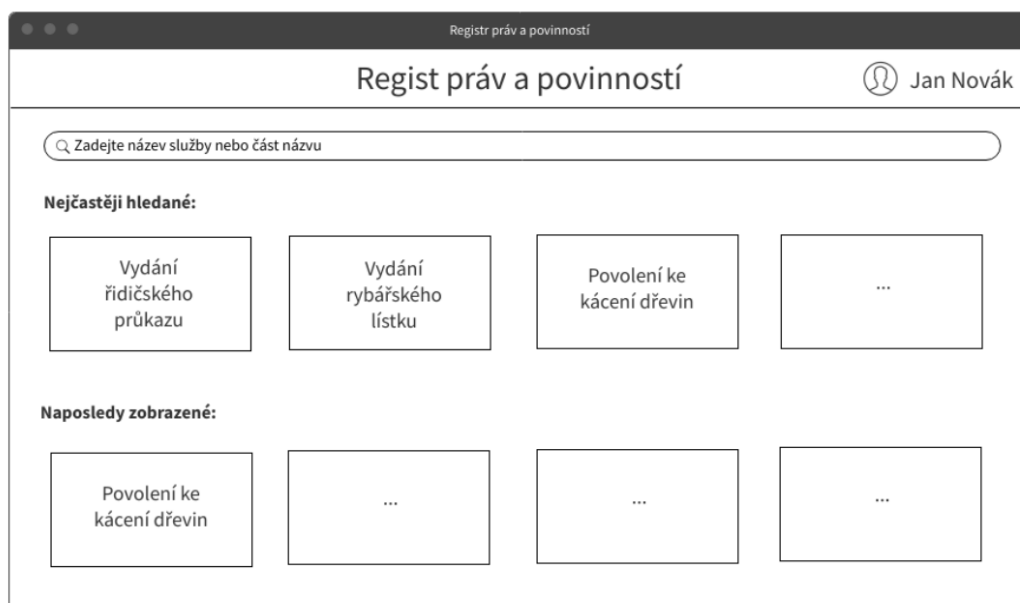 Registr práv a povinností
Regist práv a povinností
Jan Novák
Zadejte název služby nebo část názvu
Nejčastěji hledané:
Vydání
řidičského
průkazu
Vydání
rybářského
lístku
Povolení ke
kácení dřevin
...
Naposledy zobrazené:
Povolení ke
kácení dřevin
...
...
...